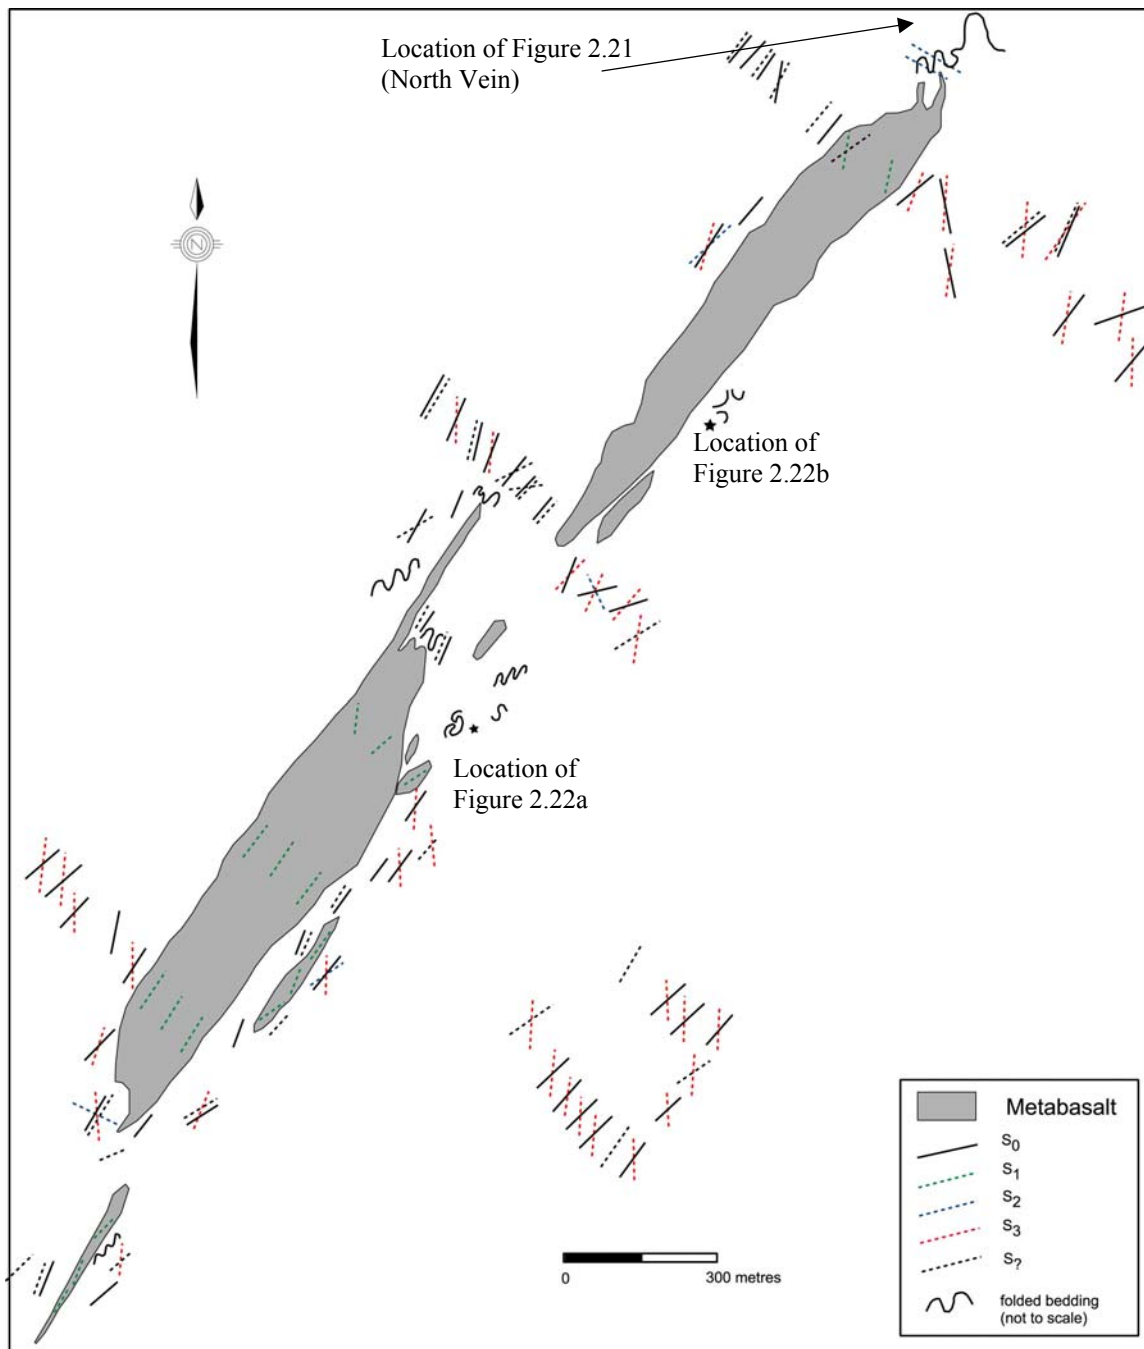 Location of Figure 2.21
(North Vein)
N
Location of
Figure 2.22b
Location of
Figure 2.22a
Metabasalt
S0
S1
S2
S3
S?
folded bedding
(not to scale)
0 300 metres